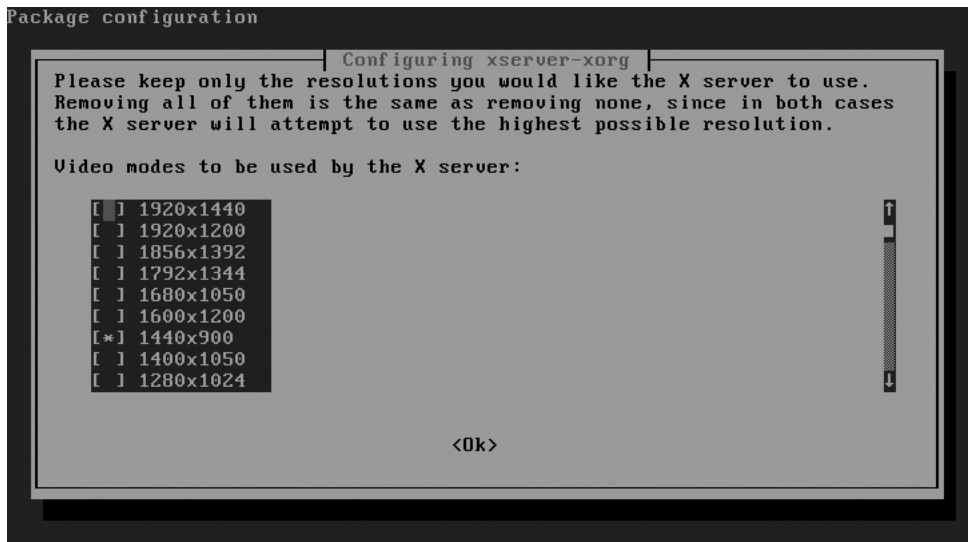 Package configuration
Configuring xserver-xorg
Please keep only the resolutions you would like the X server to use.
Removing all of them is the same as removing none, since in both cases
the X server will attempt to use the highest possible resolution.
Video modes to be used by the X server:
[ ] 1920x1440
[ ] 1920x1200
[ ] 1856x1392
[ ] 1792x1344
[ ] 1680x1050
[ ] 1600x1200
[*] 1440x900
[ ] 1400x1050
[ ] 1280x1024
<Ok>